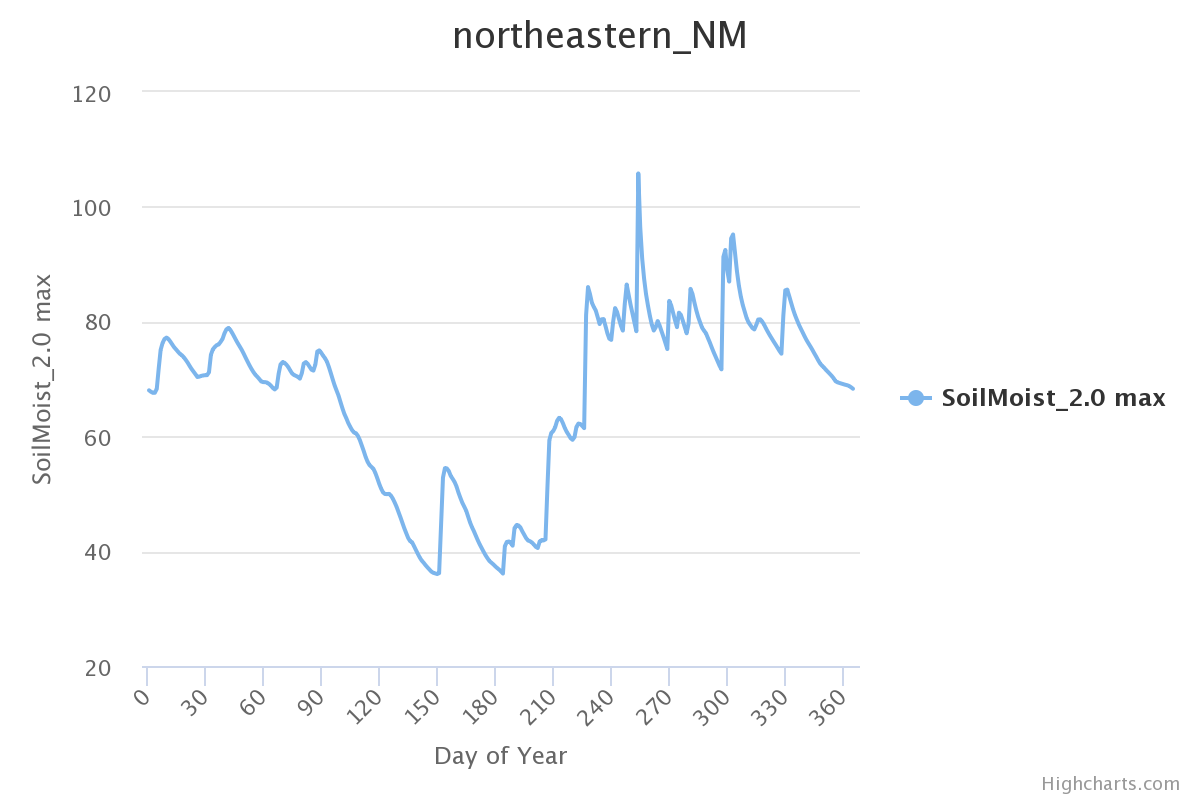 northeastern_NM
120
100
80
60
40
20
SoilMoist_2.0 max
0 30 60 90 120 150 180 210 240 270 300 330 360
Day of Year
SoilMoist_2.0 max
Highcharts.com